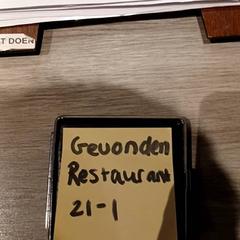 T DOEN
Gevonden
Restaurant
21-1